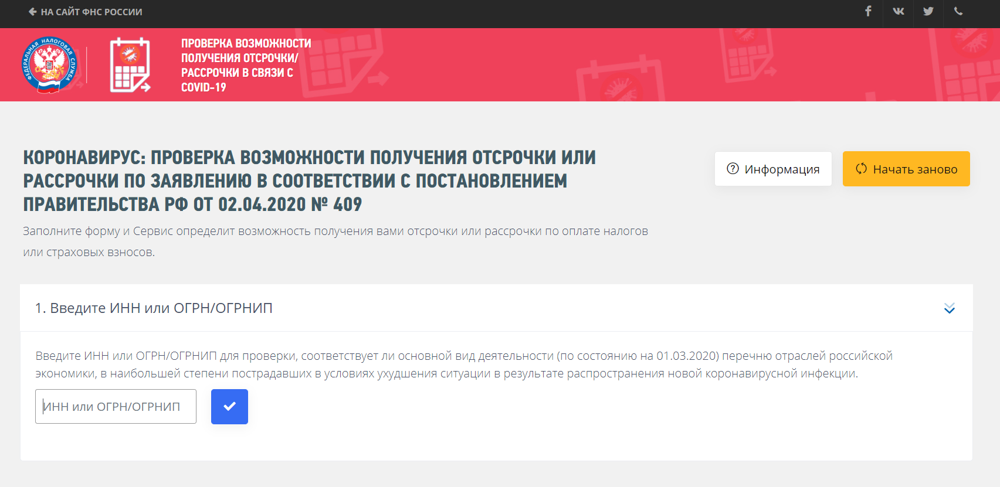 НА САЙТ ФНС РОССИИ
ФЕДЕРАЛЬНАЯ НАЛОГОВАЯ СЛУЖБА
ПРОВЕРКА ВОЗМОЖНОСТИ
ПОЛУЧЕНИЯ ОТСРОЧКИ/
РАССРОЧКИ В СВЯЗИ С
COVID-19
КОРОНАВИРУС: ПРОВЕРКА ВОЗМОЖНОСТИ ПОЛУЧЕНИЯ ОТСРОЧКИ ИЛИ
РАССРОЧКИ ПО ЗАЯВЛЕНИЮ В СООТВЕТСТВИИ С ПОСТАНОВЛЕНИЕМ
ПРАВИТЕЛЬСТВА РФ ОТ 02.04.2020 № 409
Информация
Начать заново
Заполните форму и Сервис определит возможность получения вами отсрочки или рассрочки по оплате налогов
или страховых взносов.
1. Введите ИНН или ОГРН/ОГРНИП
Введите ИНН или ОГРН/ОГРНИП для проверки, соответствует ли основной вид деятельности (по состоянию на 01.03.2020) перечню отраслей российской
экономики, в наибольшей степени пострадавших в условиях ухудшения ситуации в результате распространения новой коронавирусной инфекции.
ИНН или ОГРН/ОГРНИП